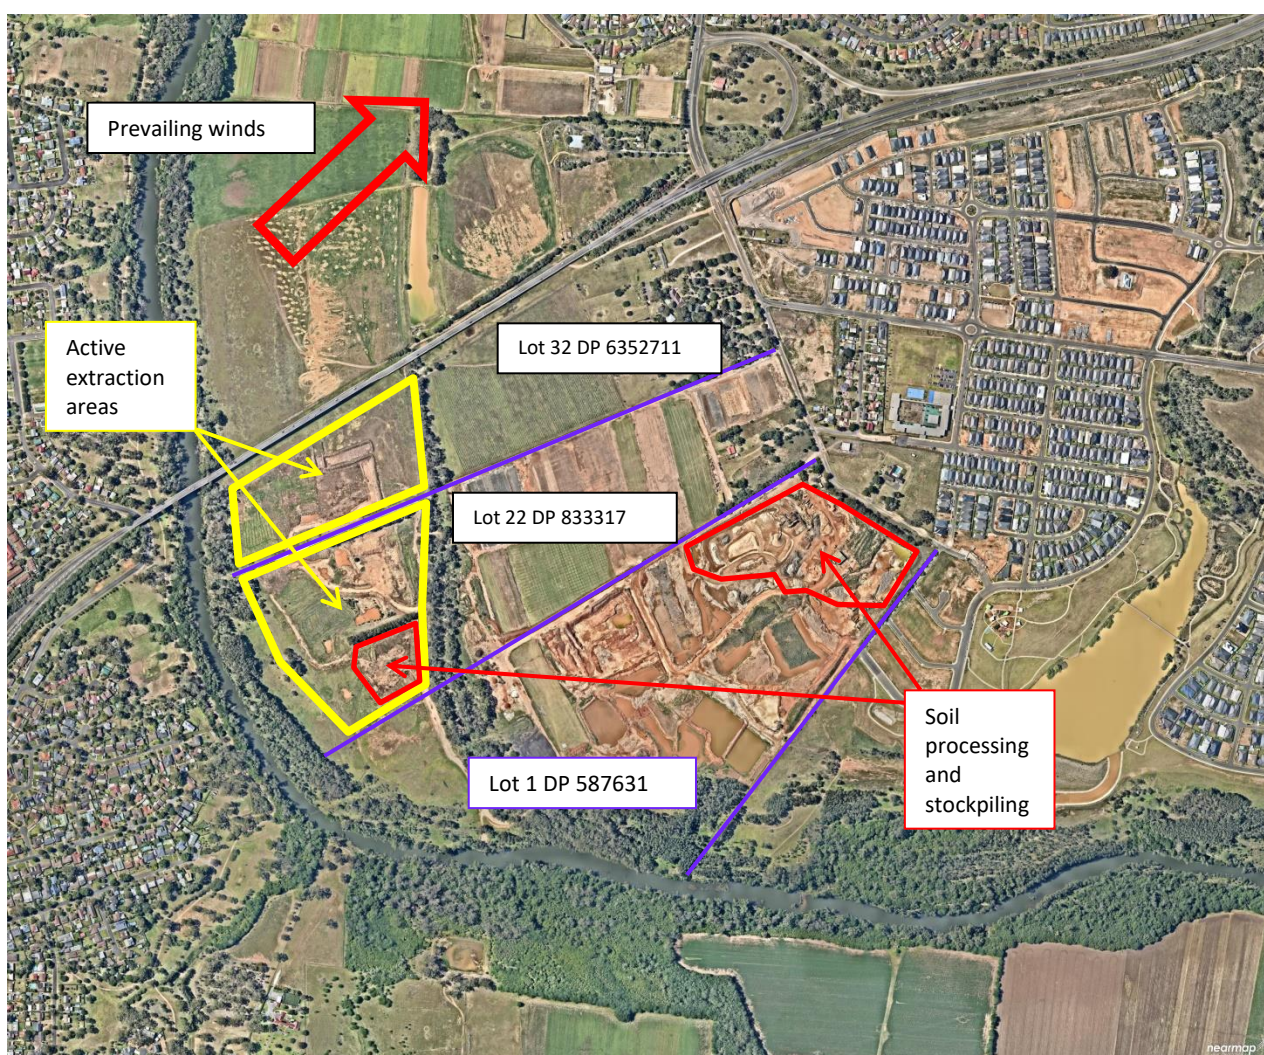 Prevailing winds
Active
extraction
areas
Lot 32 DP 6352711
Lot 22 DP 833317
Lot 1 DP 587631
Soil
processing
and
stockpiling
nearmap